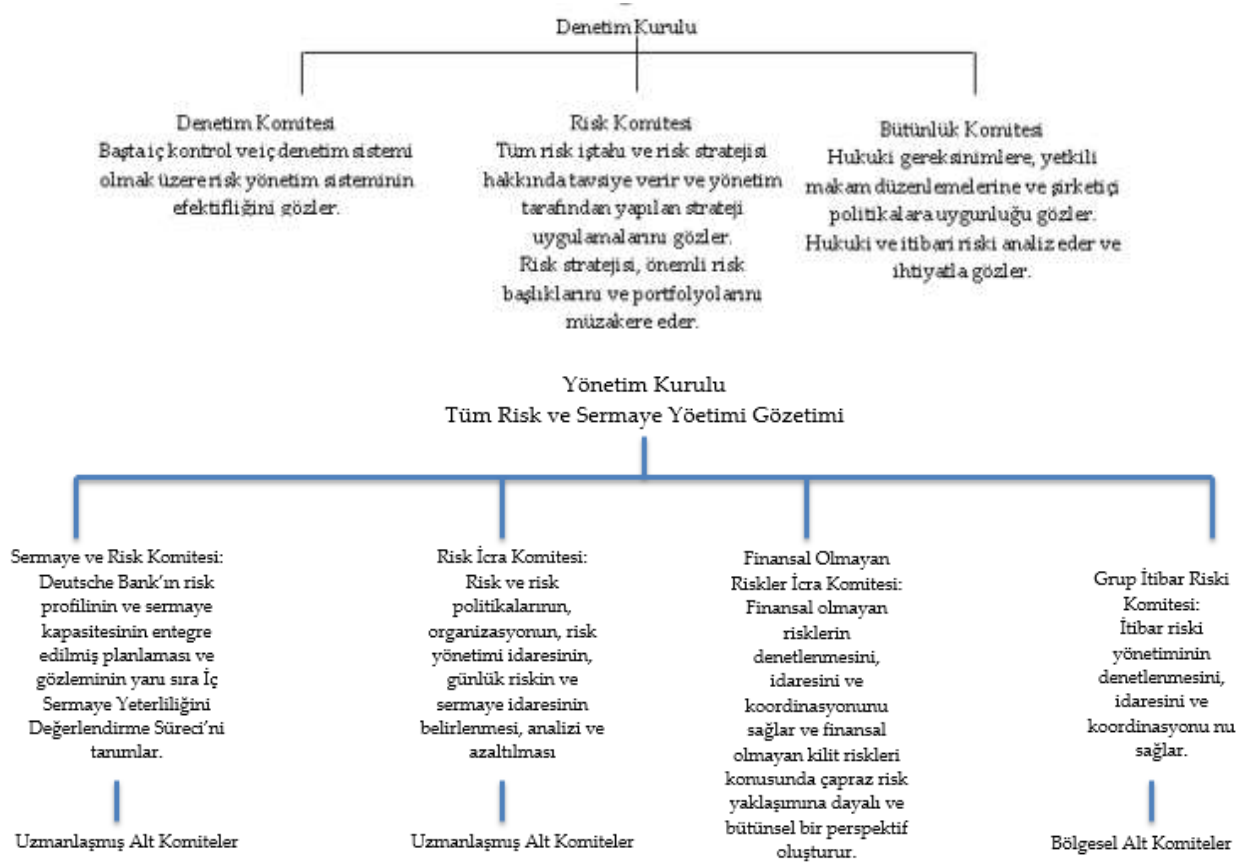 Denetim Kurulu
Denetim Komitesi
Başta iç kontrol ve iç denetim sistemi
olmak üzere risk yönetim sisteminin
efektifliğini gözler.
Risk Komitesi
Tüm risk iştahı ve risk stratejisi
hakkında tavsiye verir ve yönetim
tarafından yapılan strateji
uygulamalarını gözler.
Risk stratejisi, önemli risk
başlıklarını ve portfolyolarını
müzakere eder.
Bütünlük Komitesi
Hukuki gereksinimlere, yetkili
makam düzenlemelerine ve şirketiçi
politikalara uygunluğu gözler.
Hukuki ve itibari riski analiz eder ve
ihtiyatla gözler.
Yönetim Kurulu
Tüm Risk ve Sermaye Yöetimi Gözetimi
Sermaye ve Risk Komitesi:
Deutsche Bank'ın risk
profilinin ve sermaye
kapasitesinin entegre
edilmiş planlaması ve
gözleminin yanı sıra İç
Sermaye Yeterliliğini
Değerlendirme Süreci'ni
tanımlar.
Uzmanlaşmış Alt Komiteler
Risk İcra Komitesi:
Risk ve risk
politikalarının,
organizasyonun, risk
yönetimi idaresinin,
günlük riskin ve
sermaye idaresinin
belirlenmesi, analizi ve
azaltılması
Uzmanlaşmış Alt Komiteler
Finansal Olmayan
Riskler İcra Komitesi:
Finansal olmayan
risklerin
denetlenmesini,
idaresini ve
koordinasyonunu
sağlar ve finansal
olmayan kilit riskleri
konusunda çapraz risk
yaklaşımına dayalı ve
bütünsel bir perspektif
oluşturur.
Grup İtibar Riski
Komitesi:
İtibar riski
yönetiminin
denetlenmesini,
idaresini ve
koordinasyonu nu
sağlar.
Bölgesel Alt Komiteler